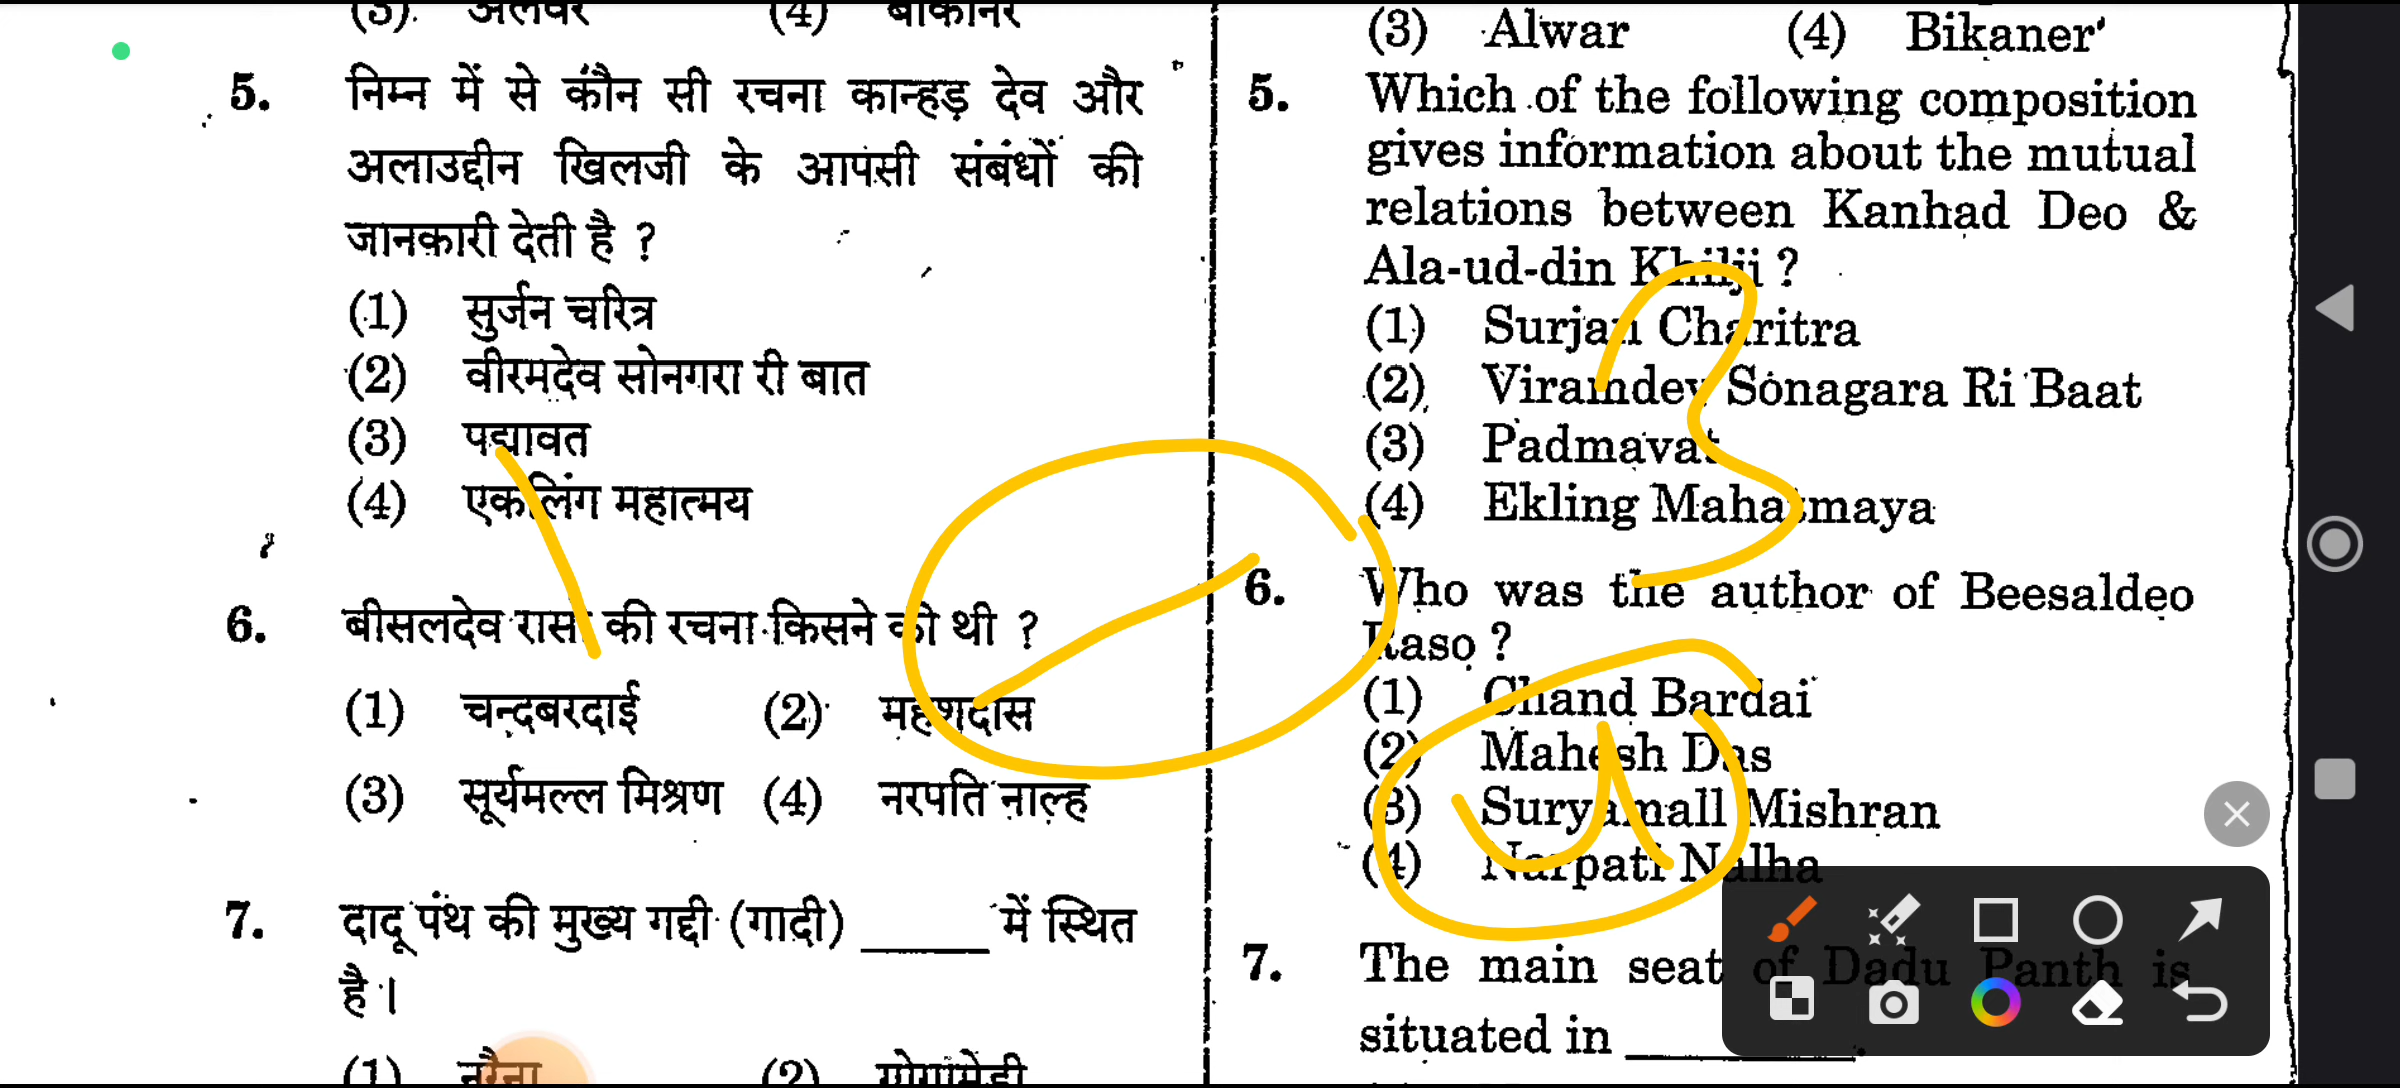 (3) अलवर (4) बीकानेर
5. निम्न में से कौन सी रचना कान्हड़ देव और
अलाउद्दीन खिलजी के आपसी संबंधों की
जानकारी देती है ?
(1) सुर्जन चरित्र
(2) वीरमदेव सोनगरा री बात
(3) पद्मावत
(4) एकलिंग महात्मय
6. बीसलदेव रासो की रचना किसने की थी ?
(1) चन्दबरदाई (2) महेशदास
(3) सूर्यमल्ल मिश्रण (4) नरपति नाल्ह
7. दादू पंथ की मुख्य गद्दी (गादी) _____ में स्थित
है।
(1) नरैना (2) गोगामेडी
(3) Alwar (4) Bikaner
5. Which of the following composition
gives information about the mutual
relations between Kanhad Deo &
Ala-ud-din Khilji ?
(1) Surjan Charitra
(2) Viramdev Sonagara Ri Baat
(3) Padmavat
(4) Ekling Mahatmaya
6. Who was the author of Beesaldeo
Raso ?
(1) Chand Bardai
(2) Mahesh Das
(3) Suryamall Mishran
(4) Narpati Nalha
7. The main seat of Dadu Panth is
situated in _________.